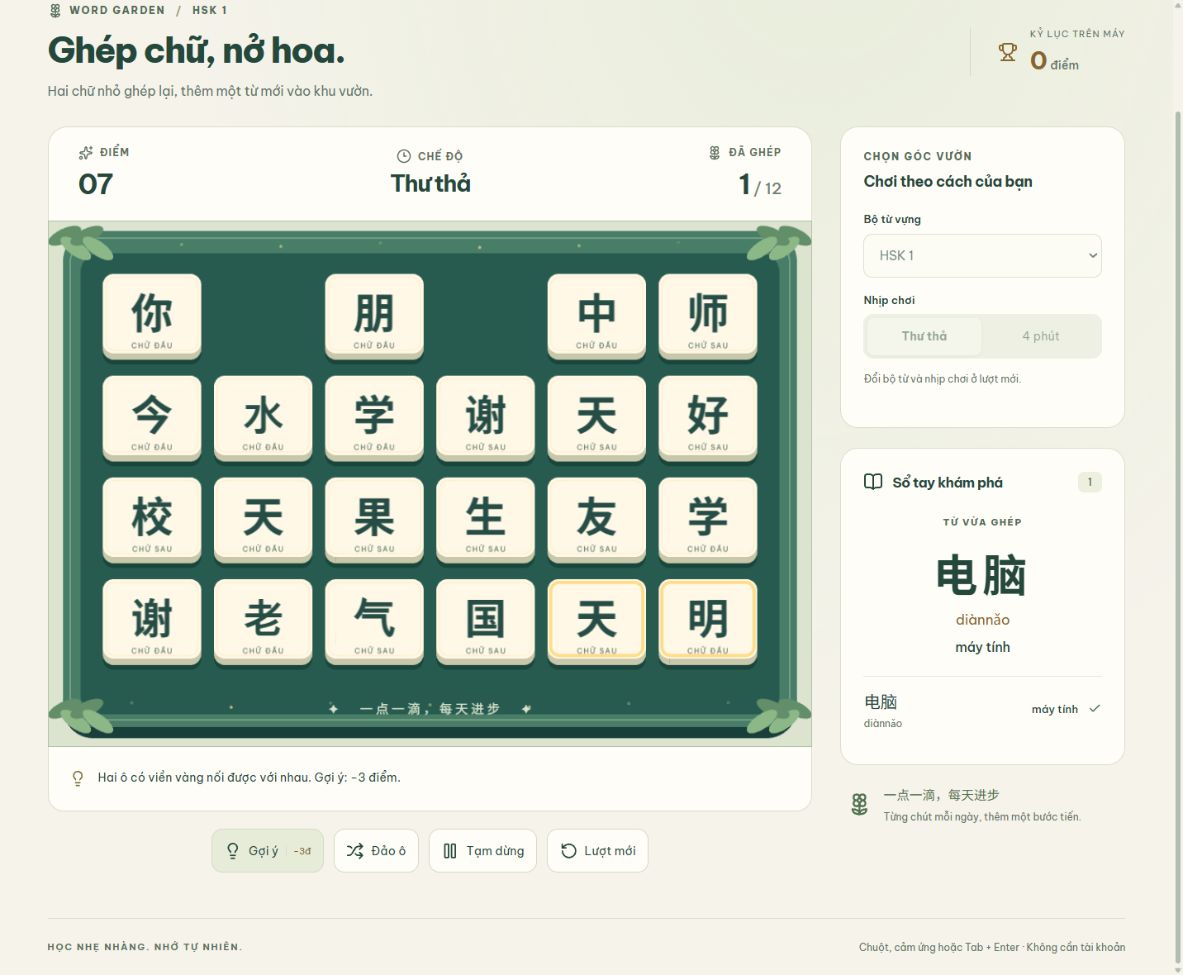 WORD GARDEN / HSK 1
Ghép chữ, nở hoa.
Hai chữ nhỏ ghép lại, thêm một từ mới vào khu vườn.
KỶ LỤC TRÊN MÁY
0 điểm
ĐIỂM
07
CHẾ ĐỘ
Thư thả
ĐÃ GHÉP
1 / 12
你 朋 中 师
CHỮ ĐẦU CHỮ ĐẦU CHỮ ĐẦU CHỮ SAU
今 水 学 谢 天 好
CHỮ ĐẦU CHỮ ĐẦU CHỮ ĐẦU CHỮ SAU CHỮ SAU CHỮ SAU
校 天 果 生 友 学
CHỮ SAU CHỮ ĐẦU CHỮ SAU CHỮ SAU CHỮ SAU CHỮ ĐẦU
谢 老 气 国 天 明
CHỮ ĐẦU CHỮ ĐẦU CHỮ SAU CHỮ SAU CHỮ SAU CHỮ ĐẦU
一点一滴，每天进步
Hai ô có viền vàng nối được với nhau. Gợi ý: -3 điểm.
Gợi ý -3đ
Đảo ô
Tạm dừng
Lượt mới
CHỌN GÓC VƯỜN
Chơi theo cách của bạn
Bộ từ vựng
HSK 1
Nhịp chơi
Thư thả 4 phút
Đổi bộ từ và nhịp chơi ở lượt mới.
Sổ tay khám phá 1
TỪ VỪA GHÉP
电脑
diànnǎo
máy tính
电脑
diànnǎo
máy tính
一点一滴，每天进步
Từng chút mỗi ngày, thêm một bước tiến.
HỌC NHẸ NHÀNG. NHỚ TỰ NHIÊN.
Chuột, cảm ứng hoặc Tab + Enter · Không cần tài khoản